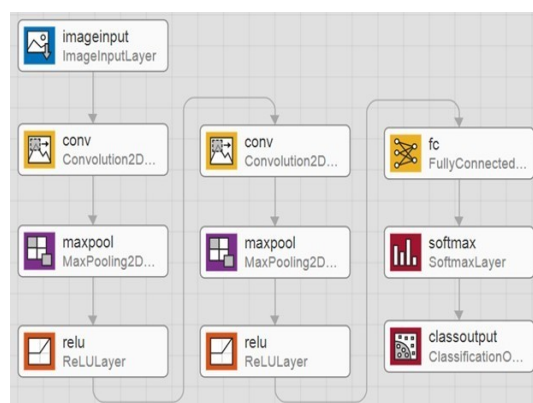 imageinput
ImageInputLayer
conv
Convolution2D...
maxpool
MaxPooling2D...
relu
ReLULayer
conv
Convolution2D...
maxpool
MaxPooling2D...
relu
ReLULayer
fc
FullyConnected...
softmax
SoftmaxLayer
classoutput
ClassificationO...